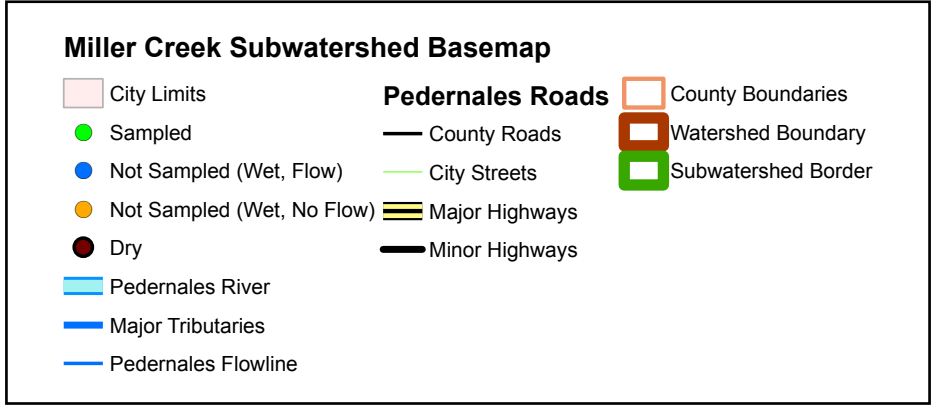 Miller Creek Subwatershed Basemap
City Limits
Sampled
Not Sampled (Wet, Flow)
Not Sampled (Wet, No Flow)
Dry
Pedernales River
Major Tributaries
Pedernales Flowline
Pedernales Roads
County Roads
City Streets
Major Highways
Minor Highways
County Boundaries
Watershed Boundary
Subwatershed Border